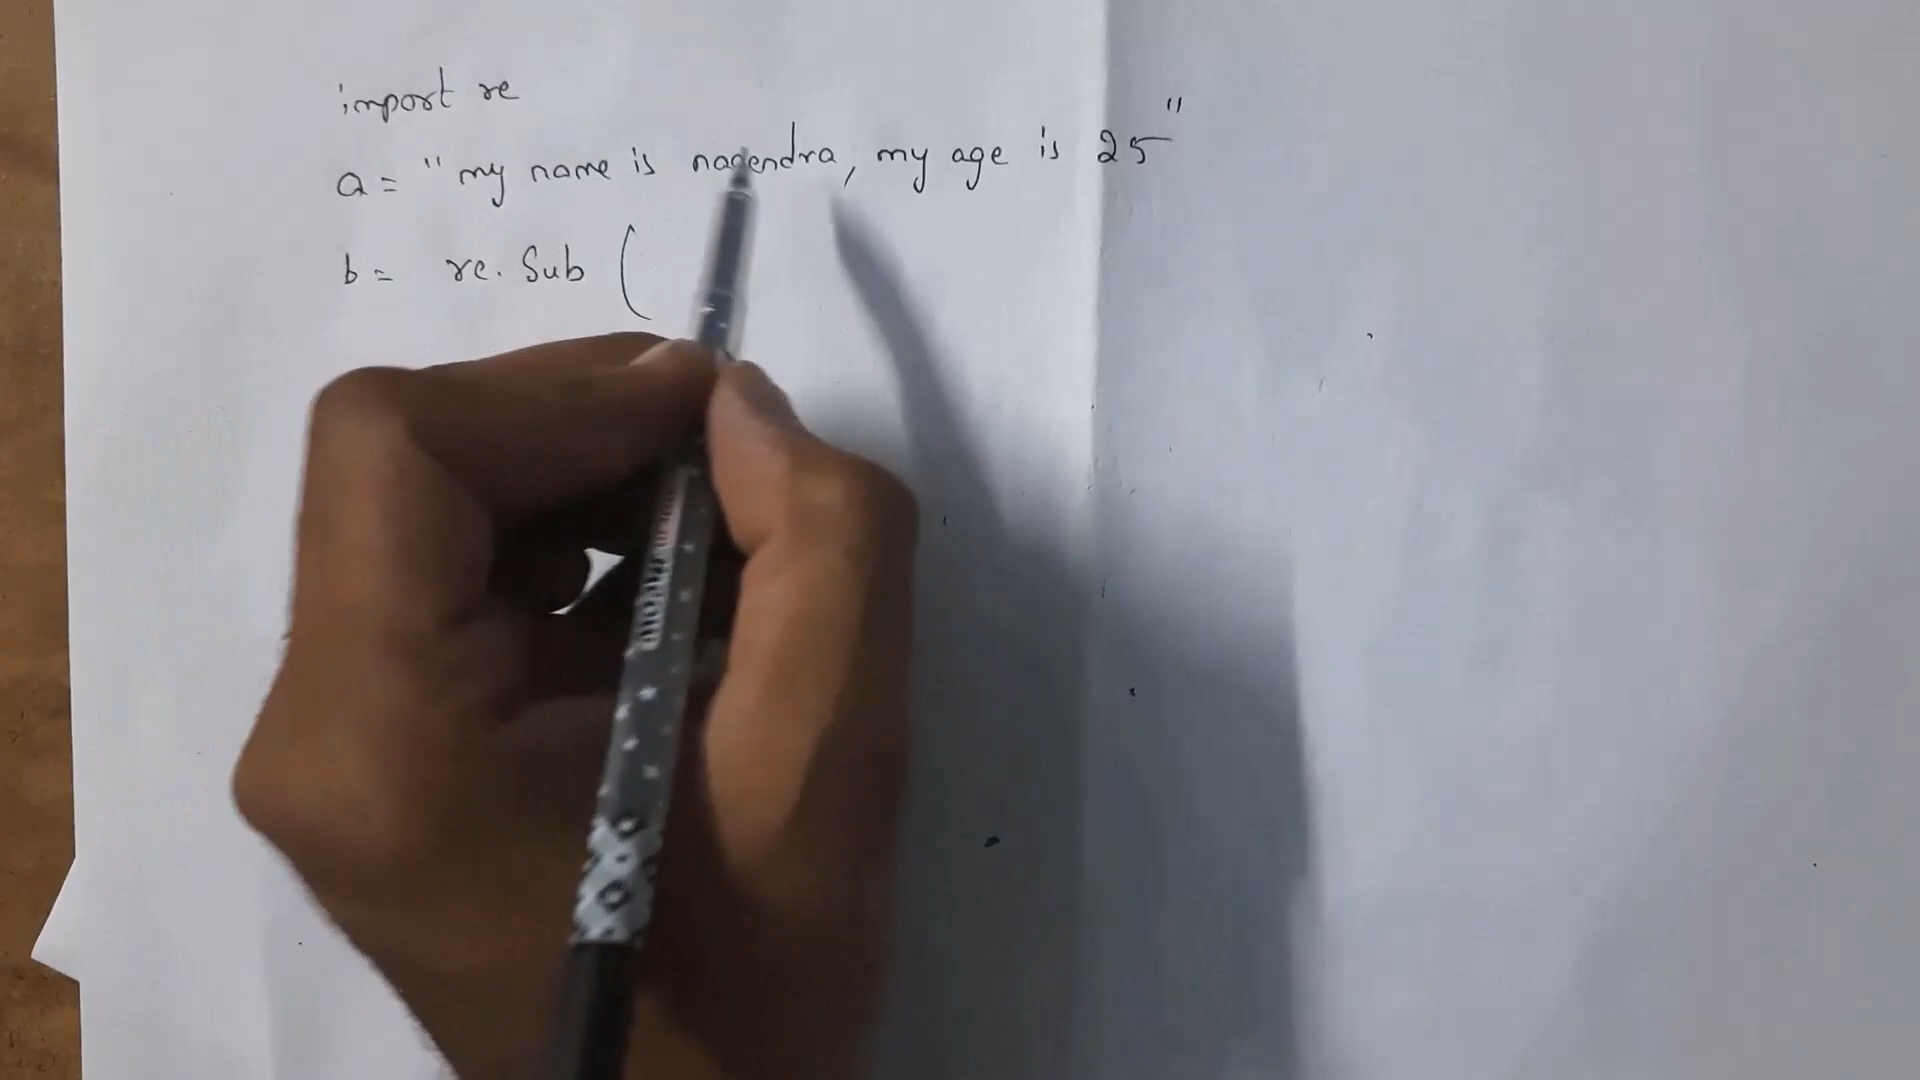 import re
a = "my name is nagendra, my age is 25"
b = re.sub (